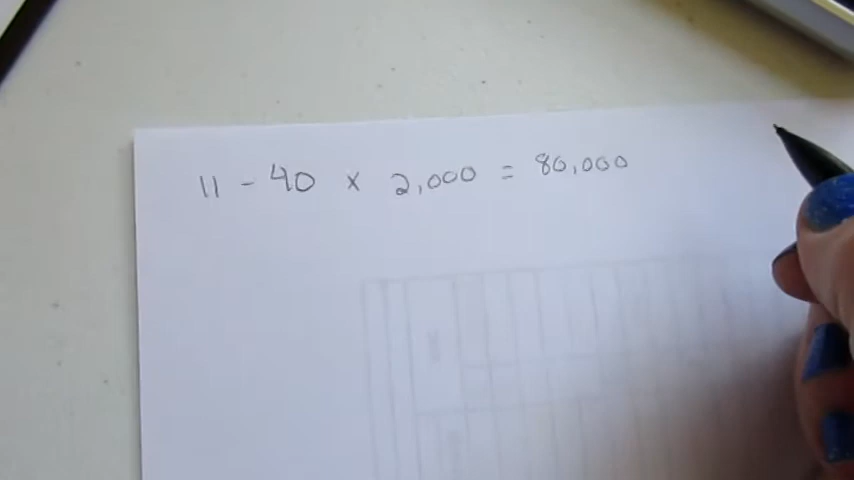 11 - 40 x 2,000 = 80,000